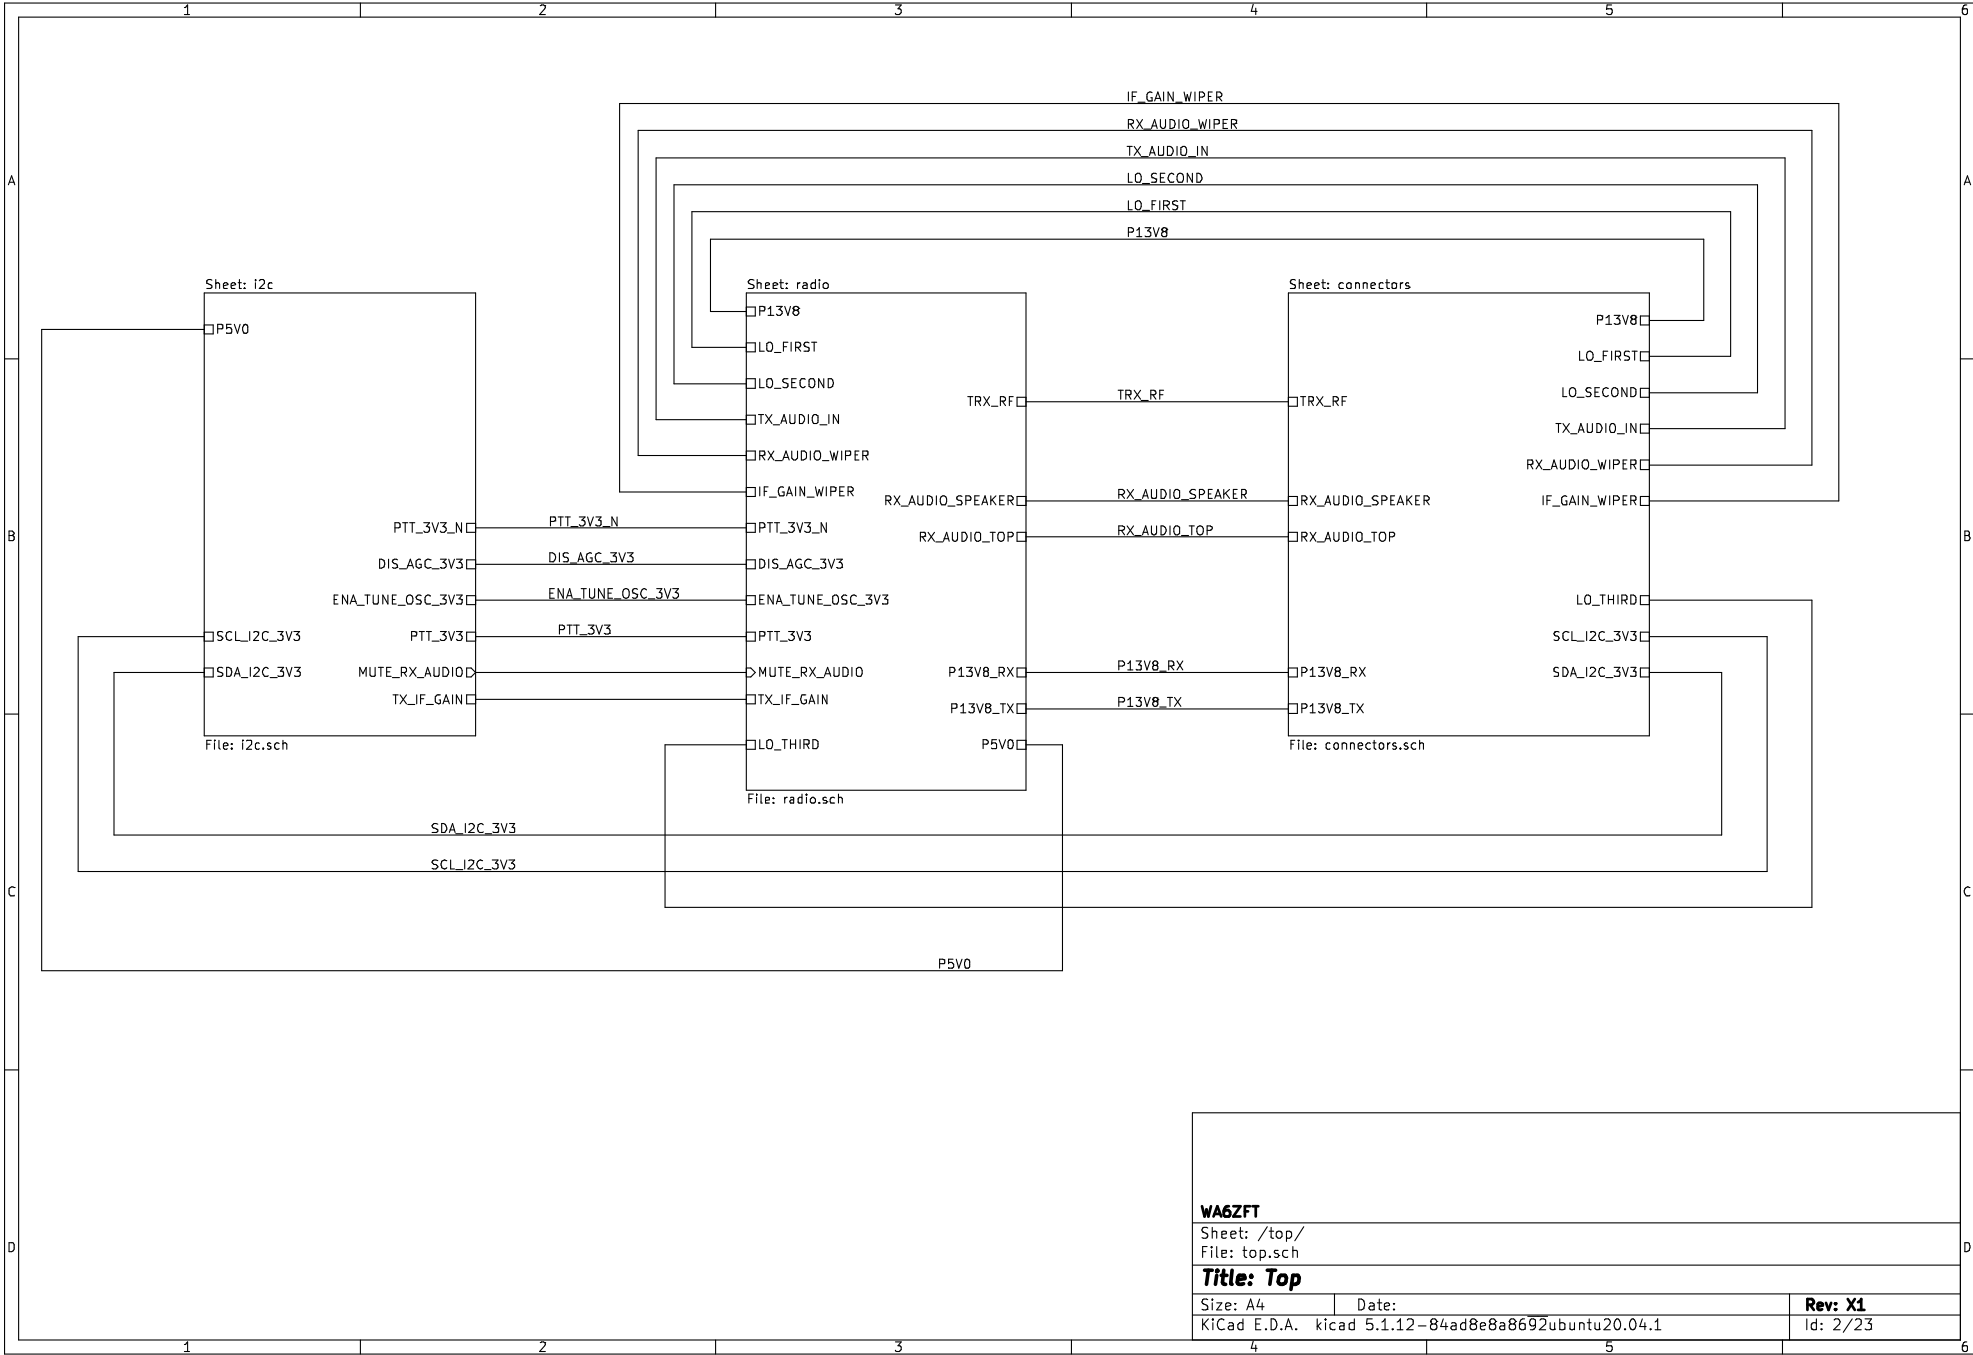 1 2 3 4 5 6
IF_GAIN_WIPER
RX_AUDIO_WIPER
TX_AUDIO_IN
A A
LO_SECOND
LO_FIRST
P13V8
Sheet: i2c
P5V0
PTT_3V3_N
DIS_AGC_3V3
ENA_TUNE_OSC_3V3
SCL_I2C_3V3 PTT_3V3
SDA_I2C_3V3 MUTE_RX_AUDIO
TX_IF_GAIN
File: i2c.sch
PTT_3V3_N
DIS_AGC_3V3
ENA_TUNE_OSC_3V3
PTT_3V3
Sheet: radio
P13V8
LO_FIRST
LO_SECOND
TRX_RF
TX_AUDIO_IN
RX_AUDIO_WIPER
IF_GAIN_WIPER
RX_AUDIO_SPEAKER
PTT_3V3_N
RX_AUDIO_TOP
DIS_AGC_3V3
ENA_TUNE_OSC_3V3
PTT_3V3
MUTE_RX_AUDIO P13V8_RX
TX_IF_GAIN
P13V8_TX
LO_THIRD P5V0
File: radio.sch
TRX_RF
RX_AUDIO_SPEAKER
RX_AUDIO_TOP
P13V8_RX
P13V8_TX
Sheet: connectors
P13V8
LO_FIRST
LO_SECOND
TRX_RF
TX_AUDIO_IN
RX_AUDIO_WIPER
RX_AUDIO_SPEAKER IF_GAIN_WIPER
RX_AUDIO_TOP
LO_THIRD
SCL_I2C_3V3
P13V8_RX SDA_I2C_3V3
P13V8_TX
File: connectors.sch
B B
SDA_I2C_3V3
SCL_I2C_3V3
C C
P5V0
WA6ZFT
Sheet: /top/
File: top.sch
D D
Title: Top
Size: A4 Date: Rev: X1
KiCad E.D.A. kicad 5.1.12-84ad8e8a8692ubuntu20.04.1 Id: 2/23
1 2 3 4 5 6